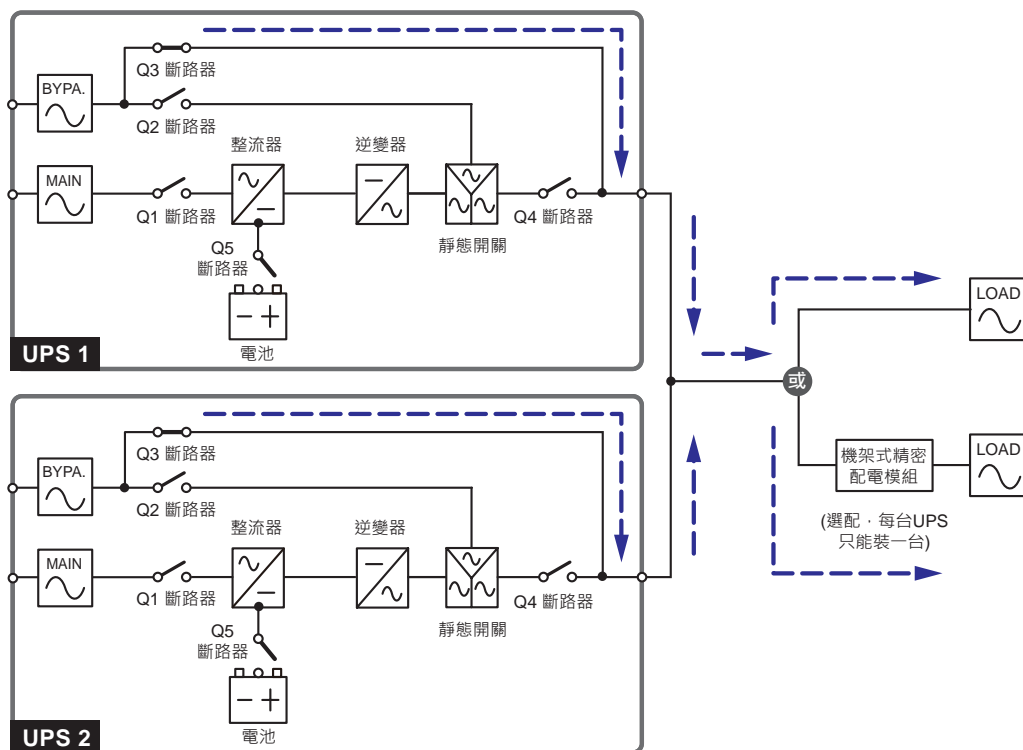 Q3 斷路器
BYPA.
Q2 斷路器
整流器
逆變器
MAIN
Q1 斷路器
Q4 斷路器
靜態開關
Q5
斷路器
電池
UPS 1
LOAD
或
Q3 斷路器
BYPA.
Q2 斷路器
整流器
逆變器
MAIN
Q1 斷路器
Q4 斷路器
靜態開關
Q5
斷路器
電池
UPS 2
機架式精密
配電模組
LOAD
(選配，每台UPS
只能裝一台)